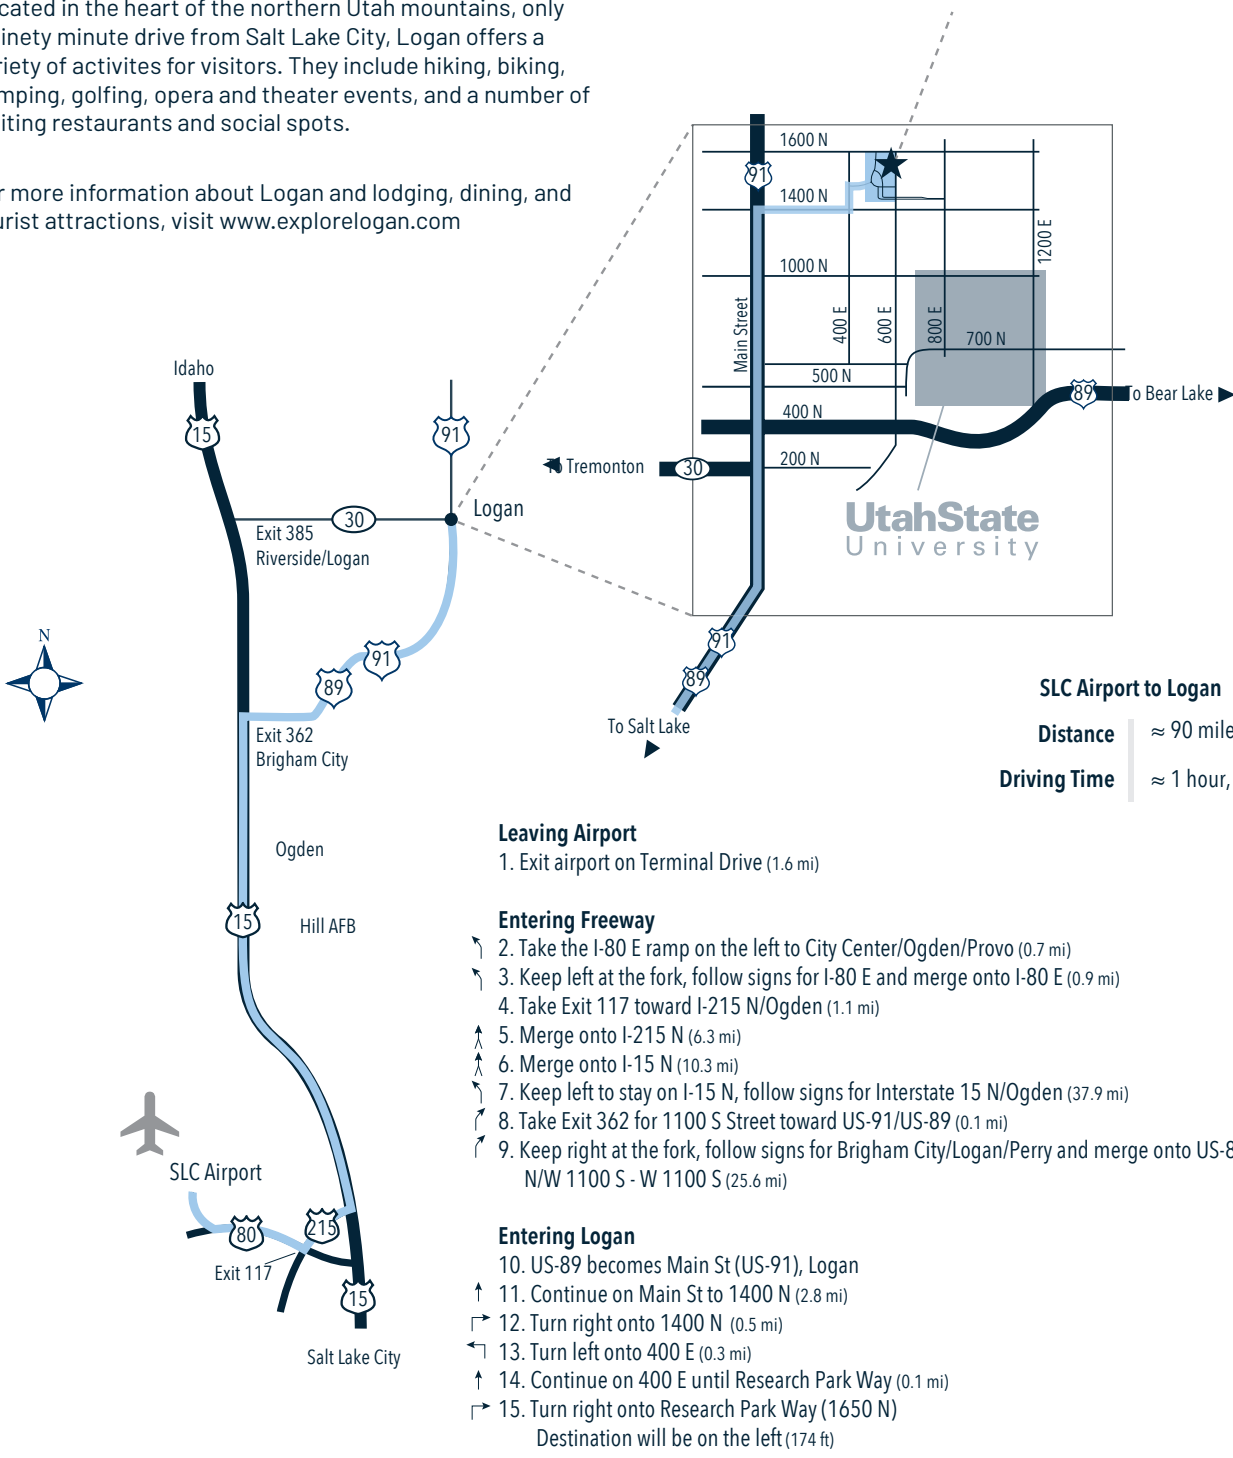 cated in the heart of the northern Utah mountains, only
inety minute drive from Salt Lake City, Logan offers a
riety of activites for visitors. They include hiking, biking,
mping, golfing, opera and theater events, and a number of
iting restaurants and social spots.
r more information about Logan and lodging, dining, and
urist attractions, visit www.explorelogan.com
1600 N
91
1400 N
1200 E
1000 N
Main Street
400 E
600 E
800 E
700 N
500 N
89
To Bear Lake
400 N
To Tremonton
30
200 N
UtahState
University
91
89
To Salt Lake
Idaho
15
91
Logan
30
Exit 385
Riverside/Logan
N
91
89
Exit 362
Brigham City
Ogden
15
Hill AFB
SLC Airport
80
215
Exit 117
15
Salt Lake City
SLC Airport to Logan
Distance ≈ 90 mile
Driving Time ≈ 1 hour,
Leaving Airport
1. Exit airport on Terminal Drive (1.6 mi)
Entering Freeway
2. Take the I-80 E ramp on the left to City Center/Ogden/Provo (0.7 mi)
3. Keep left at the fork, follow signs for I-80 E and merge onto I-80 E (0.9 mi)
4. Take Exit 117 toward I-215 N/Ogden (1.1 mi)
5. Merge onto I-215 N (6.3 mi)
6. Merge onto I-15 N (10.3 mi)
7. Keep left to stay on I-15 N, follow signs for Interstate 15 N/Ogden (37.9 mi)
8. Take Exit 362 for 1100 S Street toward US-91/US-89 (0.1 mi)
9. Keep right at the fork, follow signs for Brigham City/Logan/Perry and merge onto US-8
N/W 1100 S - W 1100 S (25.6 mi)
Entering Logan
10. US-89 becomes Main St (US-91), Logan
11. Continue on Main St to 1400 N (2.8 mi)
12. Turn right onto 1400 N (0.5 mi)
13. Turn left onto 400 E (0.3 mi)
14. Continue on 400 E until Research Park Way (0.1 mi)
15. Turn right onto Research Park Way (1650 N)
Destination will be on the left (174 ft)